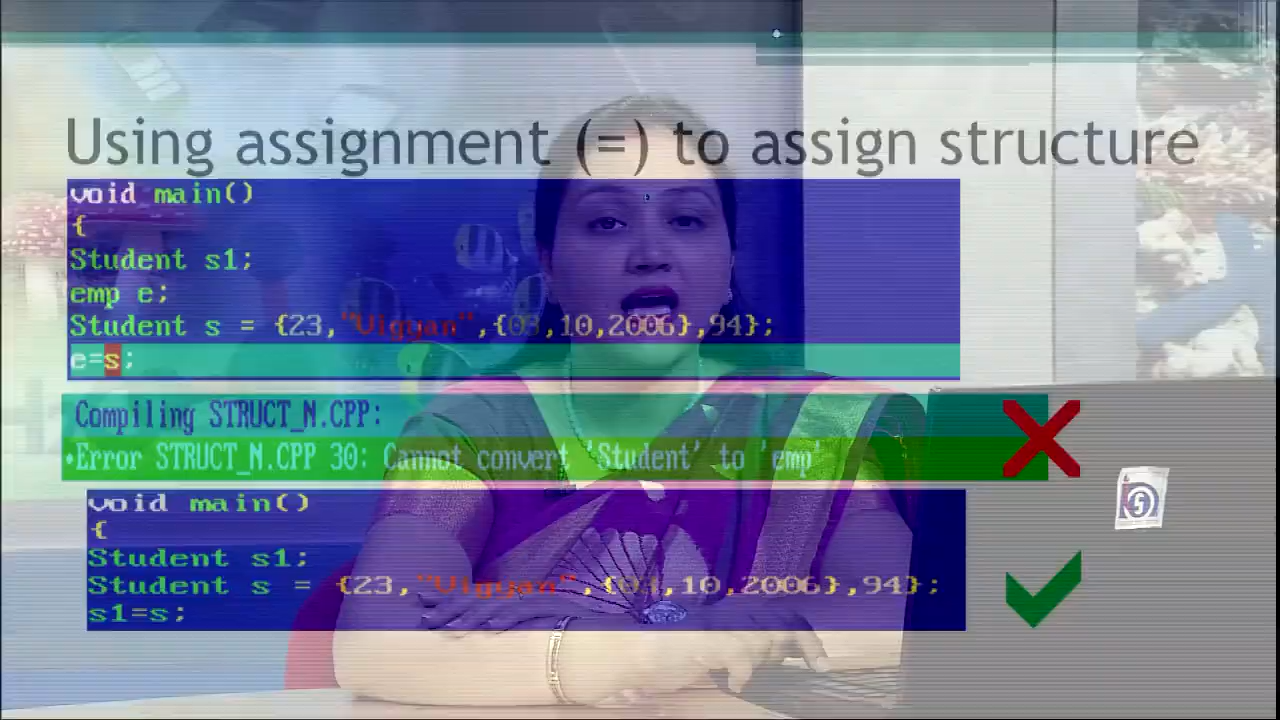 Using assignment (=) to assign structure
void main()
{
Student s1;
emp e;
Student s = {23,"Vigyan",{03,10,2006},94};
e=s;
Compiling STRUCT_N.CPP:
•Error STRUCT_N.CPP 30: Cannot convert 'Student' to 'emp'
void main()
{
Student s1;
Student s = {23,"Vigyan",{03,10,2006},94};
s1=s;